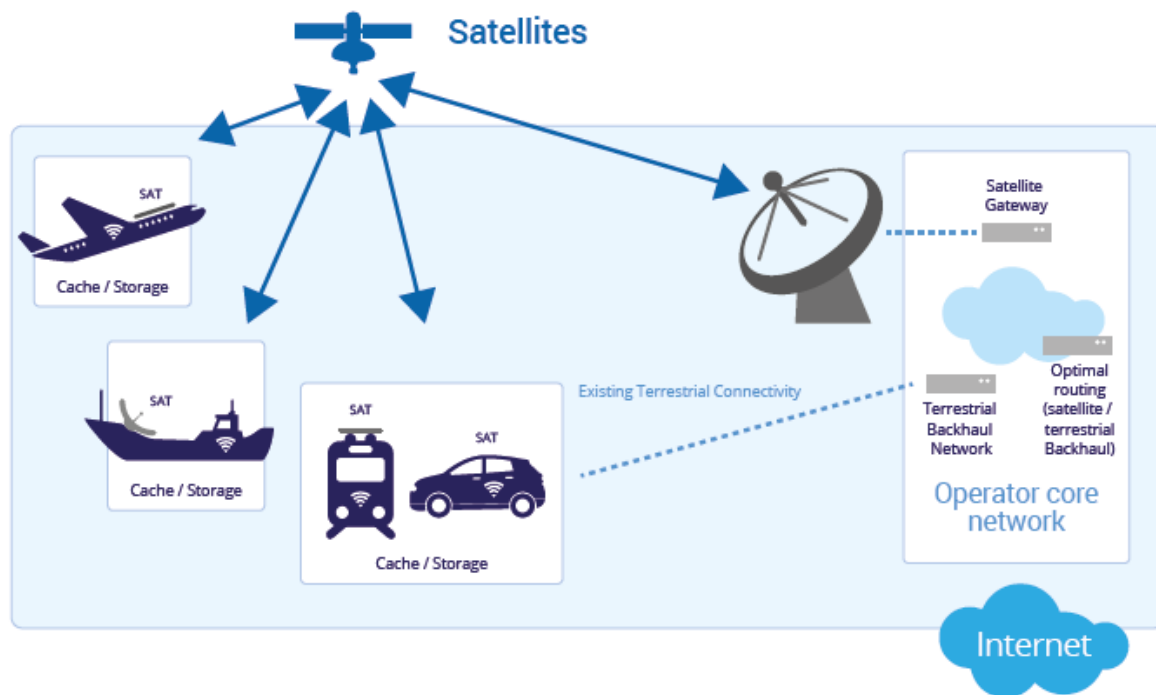 Satellites
SAT
Cache / Storage
SAT
Cache / Storage
SAT
SAT
Cache / Storage
Existing Terrestrial Connectivity
Satellite
Gateway
Terrestrial
Backhaul
Network
Optimal
routing
(satellite /
terrestrial
Backhaul)
Operator core
network
Internet